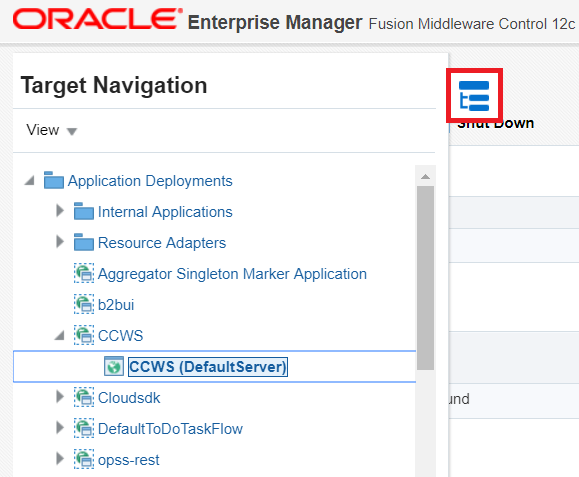 ORACLE® Enterprise Manager Fusion Middleware Control 12c
Target Navigation
Shut Down
View
Application Deployments
Internal Applications
Resource Adapters
Aggregator Singleton Marker Application
b2bui
CCWS
CCWS (DefaultServer)
Cloudsdk
und
DefaultToDoTaskFlow
opss-rest